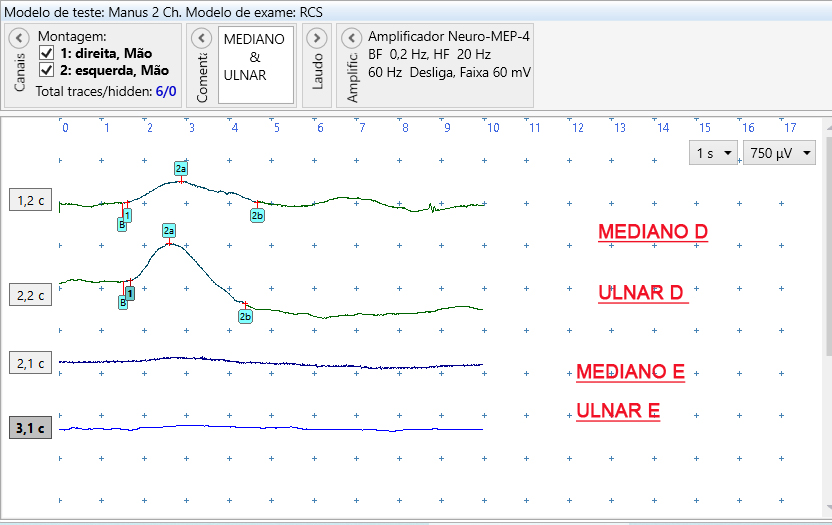 Modelo de teste: Manus 2 Ch. Modelo de exame: RCS
Canais
Montagem:
1: direita, Mão
2: esquerda, Mão
Total traces/hidden: 6/0
Comenta
MEDIANO
&
ULNAR
Laudo
Amplific
Amplificador Neuro-MEP-4
BF 0,2 Hz, HF 20 Hz
60 Hz Desliga, Faixa 60 mV
0 1 2 3 4 5 6 7 8 9 10 11 12 13 14 15 16 17
1 s 750 µV
2a
1,2 c
1
B
2b
MEDIANO D
2a
2,2 c
1
B
2b
ULNAR D
2,1 c
MEDIANO E
3,1 c
ULNAR E